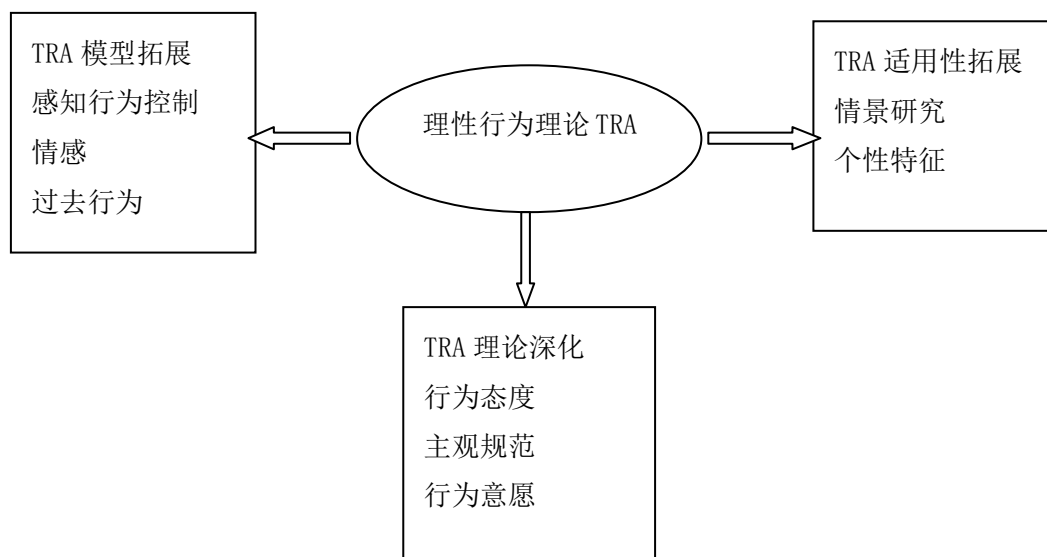 TRA 模型拓展
感知行为控制
情感
过去行为
理性行为理论 TRA
TRA 适用性拓展
情景研究
个性特征
TRA 理论深化
行为态度
主观规范
行为意愿